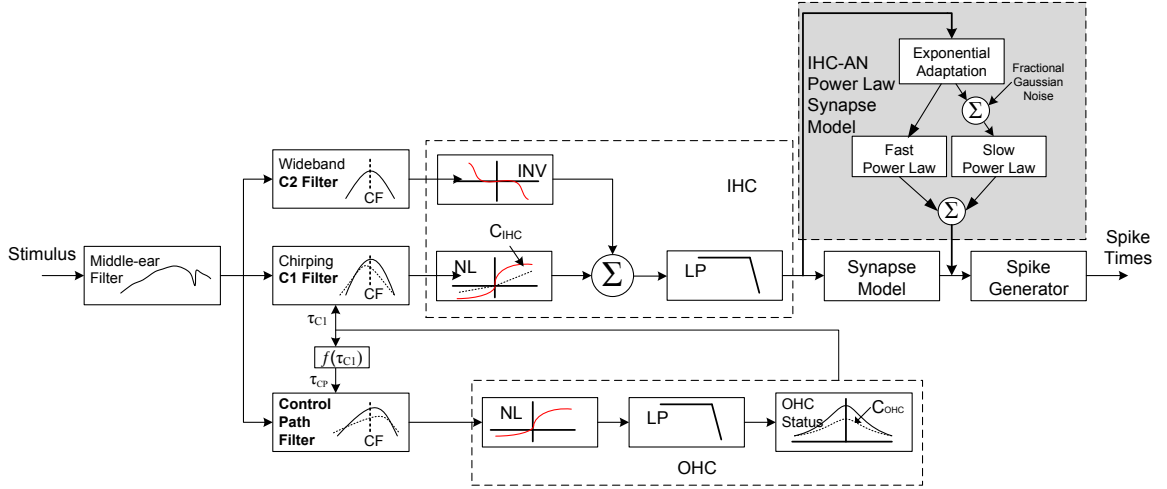 Stimulus
Middle-ear
Filter
Wideband
C2 Filter
CF
Chirping
C1 Filter
CF
τC1
f(τC1)
τCP
Control
Path
Filter
CF
INV
IHC
CIHC
NL
Σ
LP
NL
LP
OHC
Status
COHC
OHC
IHC-AN
Power Law
Synapse
Model
Exponential
Adaptation
Fractional
Gaussian
Noise
Σ
Fast
Power Law
Slow
Power Law
Σ
Synapse
Model
Spike
Generator
Spike
Times